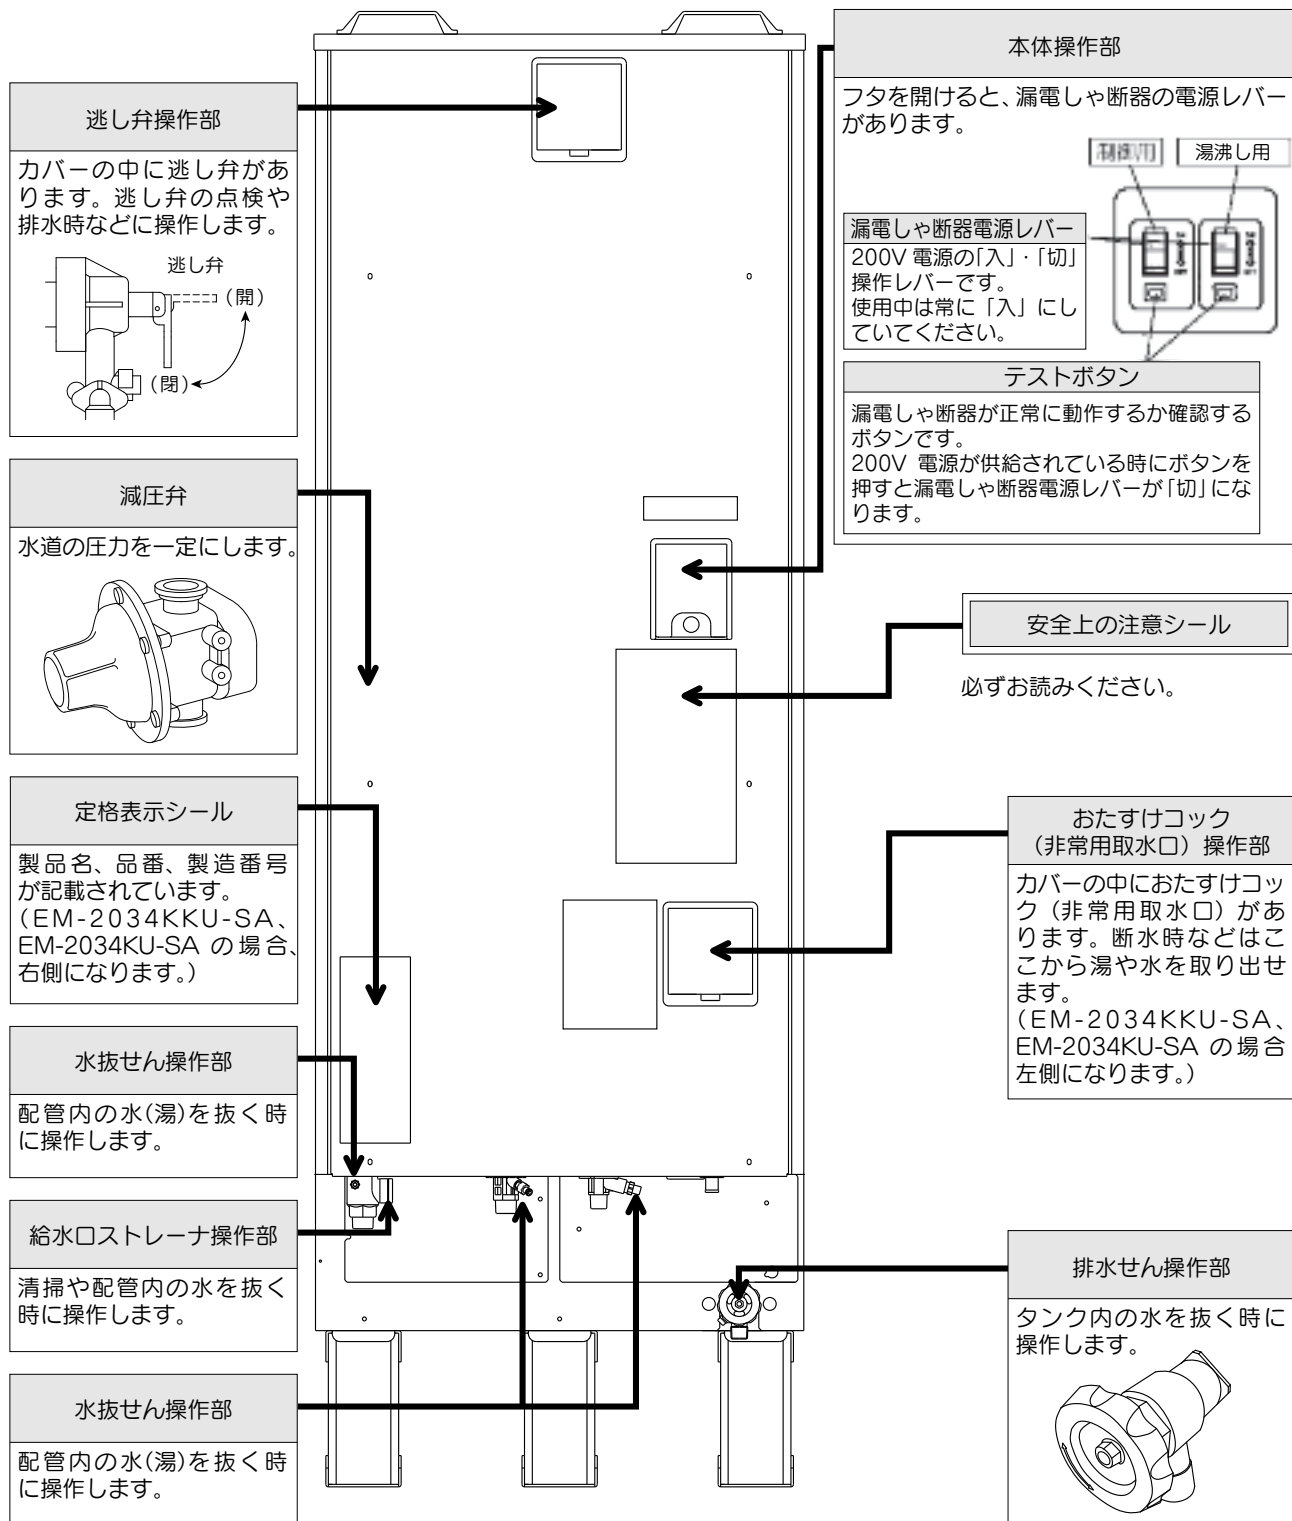 逃し弁操作部
カバーの中に逃し弁があ
ります。逃し弁の点検や
排水時などに操作します。
逃し弁
(開)
(閉)
減圧弁
水道の圧力を一定にします。
定格表示シール
製品名、品番、製造番号
が記載されています。
(EM-2034KKU-SA、
EM-2034KU-SA の場合、
右側になります。)
水抜せん操作部
配管内の水(湯)を抜く時
に操作します。
給水口ストレーナ操作部
清掃や配管内の水を抜く
時に操作します。
水抜せん操作部
配管内の水(湯)を抜く時
に操作します。
本体操作部
フタを開けると、漏電しゃ断器の電源レバー
があります。
制御用
湯沸し用
漏電しゃ断器電源レバー
200V 電源の「入」・「切」
操作レバーです。
使用中は常に「入」にし
ていてください。
テストボタン
漏電しゃ断器が正常に動作するか確認する
ボタンです。
200V 電源が供給されている時にボタンを
押すと漏電しゃ断器電源レバーが「切」にな
ります。
安全上の注意シール
必ずお読みください。
おたすけコック
(非常用取水口)操作部
カバーの中におたすけコッ
ク(非常用取水口)があ
ります。断水時などはこ
こから湯や水を取り出せ
ます。
(EM-2034KKU-SA、
EM-2034KU-SA の場合
左側になります。)
排水せん操作部
タンク内の水を抜く時に
操作します。